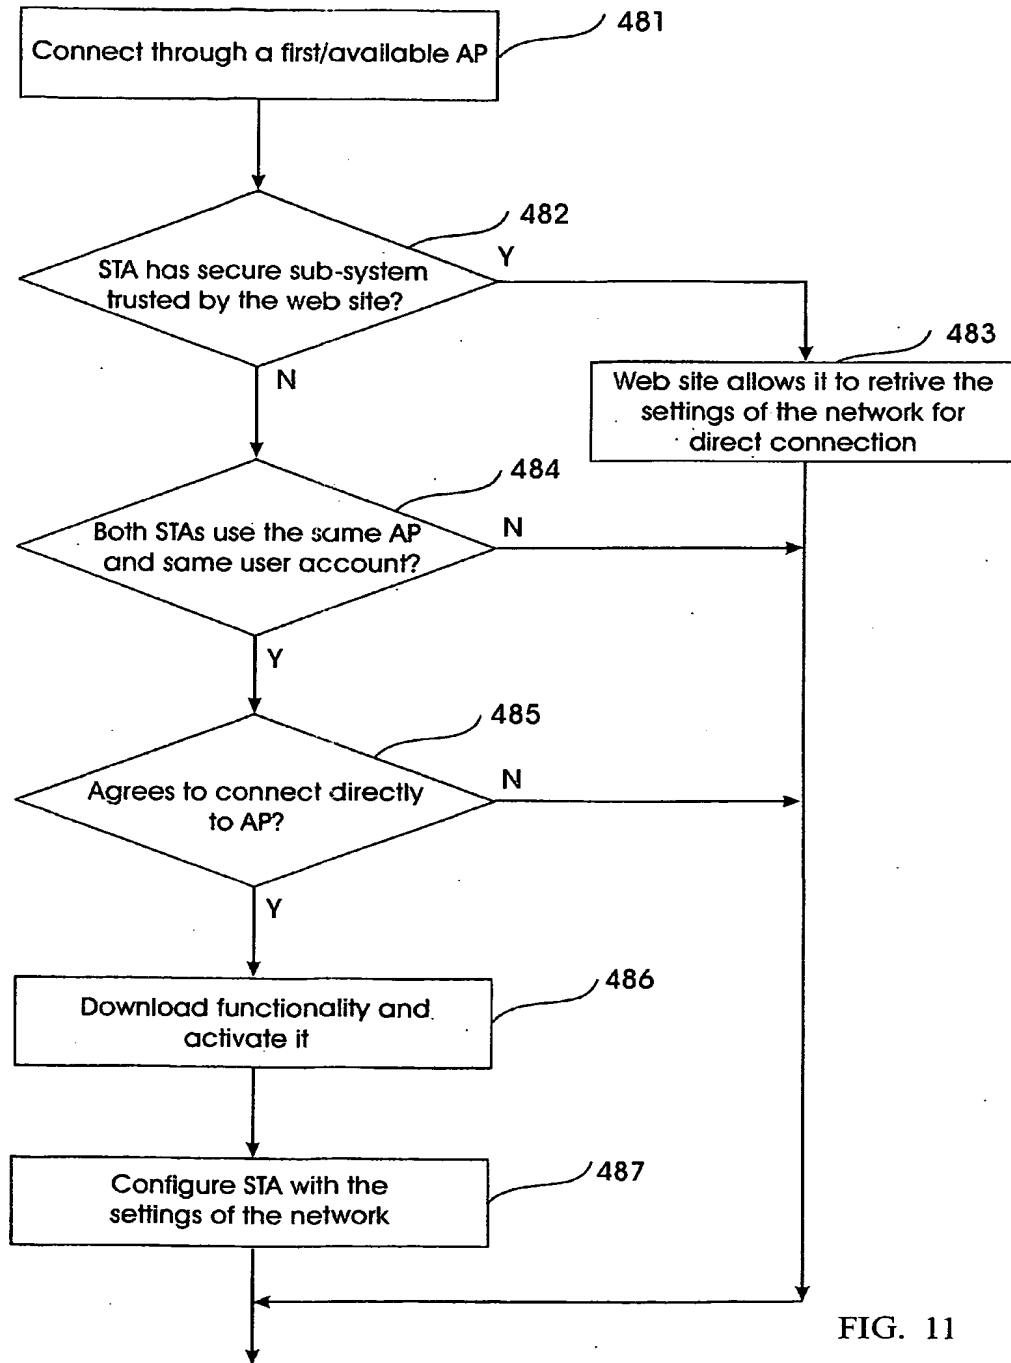 481
Connect through a first/available AP
482
STA has secure sub-system
trusted by the web site?
Y
N
483
Web site allows it to retrive the
settings of the network for
direct connection
484
Both STAs use the same AP
and same user account?
N
Y
485
Agrees to connect directly
to AP?
N
Y
486
Download functionality and
activate it
487
Configure STA with the
settings of the network
FIG. 11